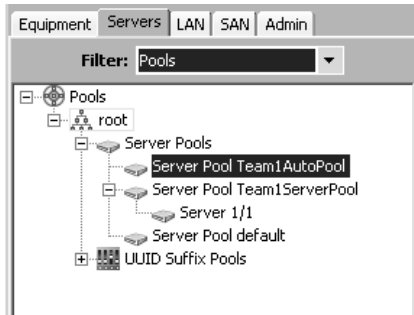 Equipment Servers LAN SAN Admin
Filter: Pools
Pools
root
Server Pools
Server Pool Team1AutoPool
Server Pool Team1ServerPool
Server 1/1
Server Pool default
UUID Suffix Pools